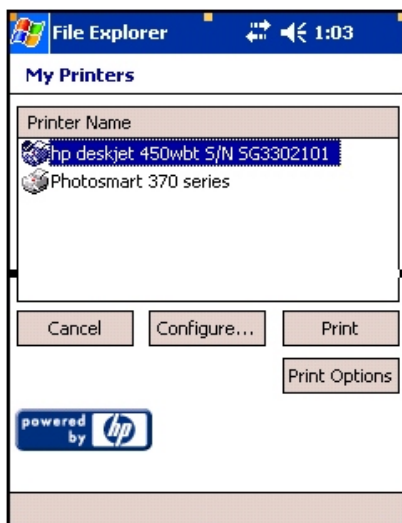 File Explorer 1:03
My Printers
Printer Name
hp deskjet 450wbt S/N SG3302101
Photosmart 370 series
Cancel Configure... Print
Print Options
powered
by hp